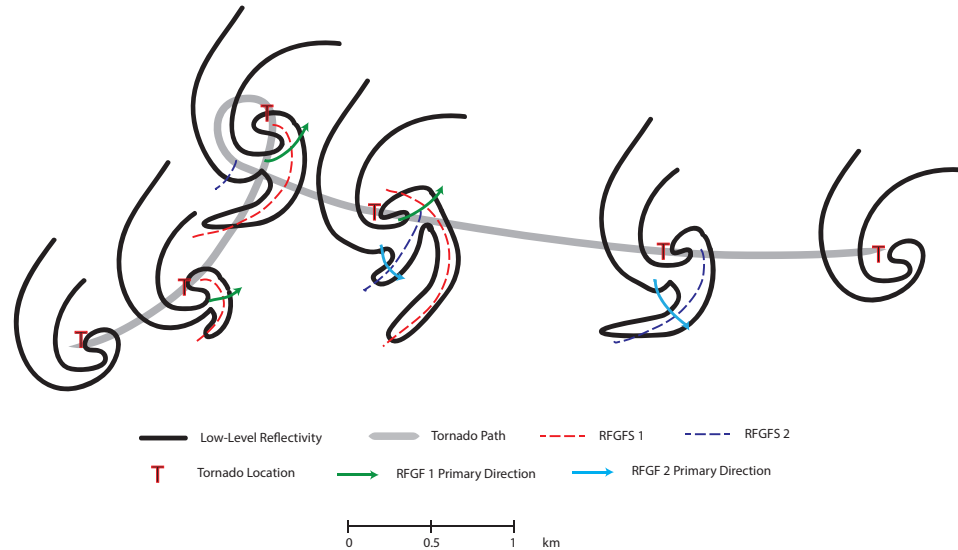 T
T
T
T
T
T
Low-Level Reflectivity
Tornado Path
RFGFS 1
RFGFS 2
T
Tornado Location
RFGF 1 Primary Direction
RFGF 2 Primary Direction
0
0.5
1
km